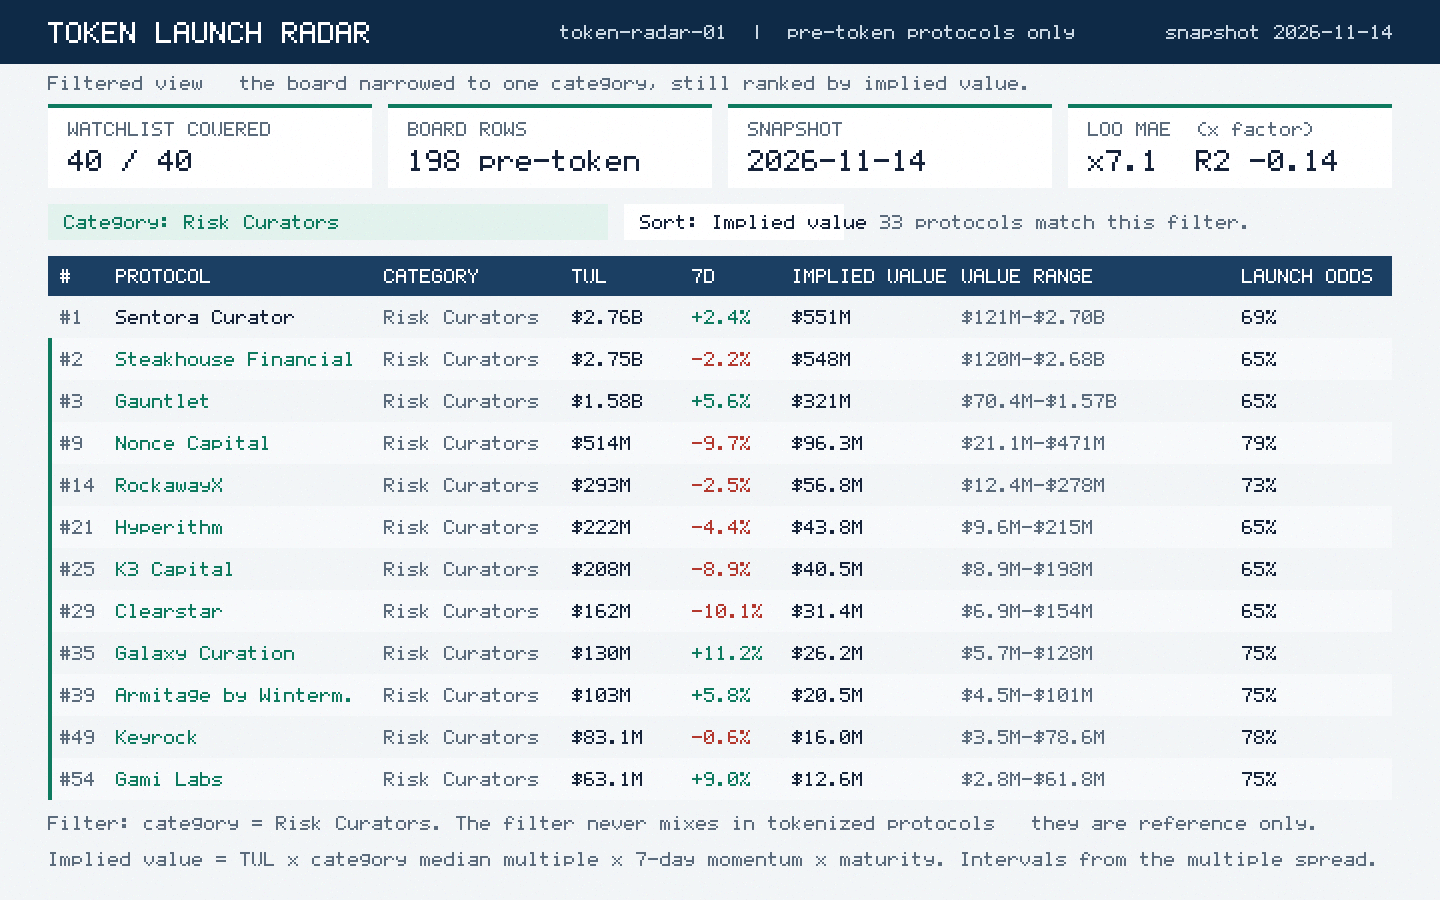 TOKEN LAUNCH RADAR token-radar-01 | pre-token protocols only snapshot 2026-11-14
Filtered view the board narrowed to one category, still ranked by implied value.
WATCHLIST COVERED BOARD ROWS SNAPSHOT LOO MAE (x factor)
40 / 40 198 pre-token 2026-11-14 x7.1 R2 -0.14
Category: Risk Curators Sort: Implied value 33 protocols match this filter.
# PROTOCOL CATEGORY TVL 7D IMPLIED VALUE VALUE RANGE LAUNCH ODDS
#1 Sentora Curator Risk Curators $2.76B +2.4% $551M $121M-$2.70B 69%
#2 Steakhouse Financial Risk Curators $2.75B -2.2% $548M $120M-$2.68B 65%
#3 Gauntlet Risk Curators $1.58B +5.6% $321M $70.4M-$1.57B 65%
#9 Nonce Capital Risk Curators $514M -9.7% $96.3M $21.1M-$471M 79%
#14 RockawayX Risk Curators $293M -2.5% $56.8M $12.4M-$278M 73%
#21 Hyperithm Risk Curators $222M -4.4% $43.8M $9.6M-$215M 65%
#25 K3 Capital Risk Curators $208M -8.9% $40.5M $8.9M-$198M 65%
#29 Clearstar Risk Curators $162M -10.1% $31.4M $6.9M-$154M 65%
#35 Galaxy Curation Risk Curators $130M +11.2% $26.2M $5.7M-$128M 75%
#39 Armitage by Winterm. Risk Curators $103M +5.8% $20.5M $4.5M-$101M 75%
#49 Keyrock Risk Curators $83.1M -0.6% $16.0M $3.5M-$78.6M 78%
#54 Gami Labs Risk Curators $63.1M +9.0% $12.6M $2.8M-$61.8M 75%
Filter: category = Risk Curators. The filter never mixes in tokenized protocols they are reference only.
Implied value = TVL x category median multiple x 7-day momentum x maturity. Intervals from the multiple spread.